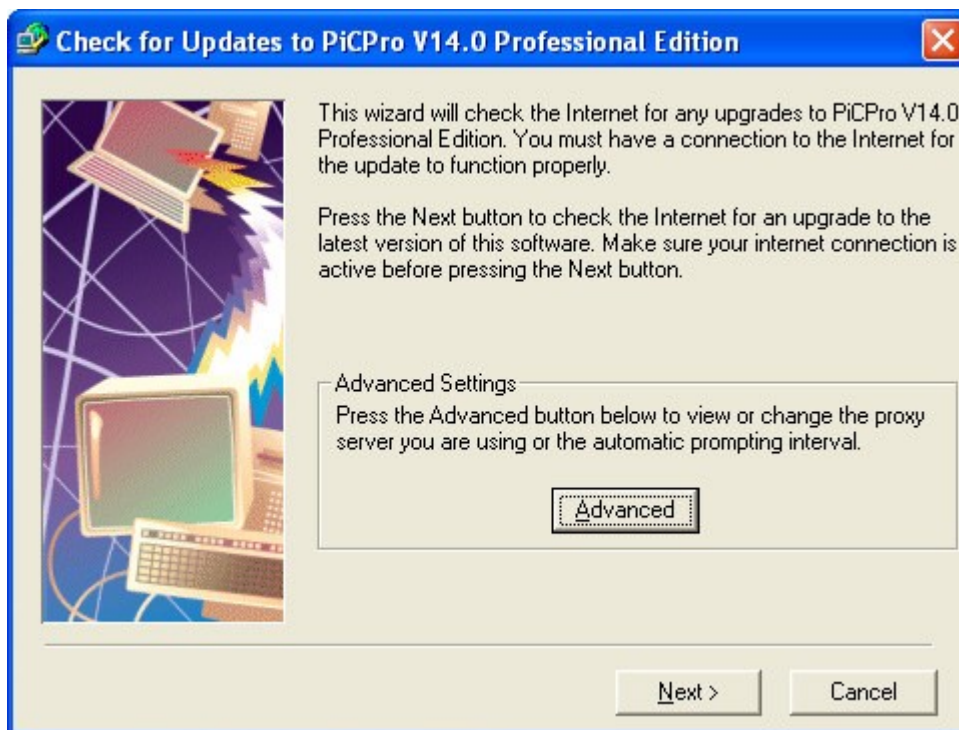 Check for Updates to PiCPro V14.0 Professional Edition
This wizard will check the Internet for any upgrades to PiCPro V14.0
Professional Edition. You must have a connection to the Internet for
the update to function properly.
Press the Next button to check the Internet for an upgrade to the
latest version of this software. Make sure your internet connection is
active before pressing the Next button.
Advanced Settings
Press the Advanced button below to view or change the proxy
server you are using or the automatic prompting interval.
Advanced
Next >
Cancel